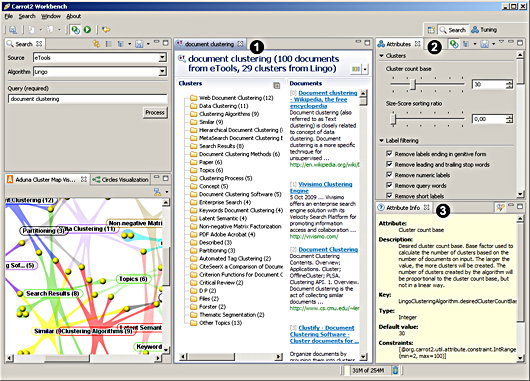 Carrot2 Workbench
File Search Window About
Search Tuning
Search
Source eTools
Algorithm Lingo
Query (required)
document clustering
Process
Aduna Cluster Map Vis... Circles Visualization
Clustering (12)
Non-negative Matrix
Partitioning (3)
Clustering (11)
Topics (6)
Search Results (8)
Similar (9)
Clustering Algorithms (9)
Latent Semant
Keyword
document clustering
1
document clustering (100 documents
from eTools, 29 clusters from Lingo)
Clusters
Web Document Clustering (12)
Data Clustering (11)
Clustering Algorithms (9)
Similar (9)
Hierarchical Document Clustering
MetaSearch Document Clustering
Search Results (8)
Document Clustering Methods (6)
Paper (6)
Topics (6)
Clustering Process (5)
Concept (5)
Document Clustering Software (5)
Enterprise Search (4)
Keywords Document Clustering (4)
Latent Semantic (4)
Non-negative Matrix Factorization
PDF Adobe Acrobat (3)
Described (3)
Partitioning (3)
Automated Tag Clustering (2)
CiteSeerX a Comparison of Docum
Criterion Functions for Document C
Critical Review (2)
D P (2)
Files (2)
Forster (2)
Thematic Segmentation (2)
Other Topics (13)
Documents
[0] Document clustering
- Wikipedia, the free
encyclopedia
Document clustering (also
referred to as Text
clustering) is closely related
to concept of data
clustering. Document
clustering is a more specific
technique for
unsupervised ...
http://en.wikipedia.org/wiki/
[1] Vivisimo Clustering
Engine
5 Oct 2009 ... Vivisimo
offers an enterprise search
engine solution with its
Velocity Search Platform for
improving information
access and collaboration ...
http://vivisimo.com/
[2] Document Clustering
Document Clustering
Contents. Overview;
Applications; Cluster;
OfflineCluster; PLSA.
Clustering API. 1. Overview.
Document clustering is the
act of collecting similar
documents ...
http://www.cs.cmu.edu/~lemur
[3] Clustify - Document
Clustering Software -
Cluster documents for ...
Organize documents by
grouping them into clusters
Attributes
2
Clusters
Cluster count base
30
Size-Score sorting ratio
0,00
Label filtering
Remove labels ending in genitive form
Remove leading and trailing stop words
Remove numeric labels
Remove query words
Remove short labels
Attribute Info
3
Attribute:
Cluster count base
Description:
Desired cluster count base. Base factor used to
calculate the number of clusters based on the
number of documents on input. The larger the
value, the more clusters will be created. The
number of clusters created by the algorithm will
be proportional to the cluster count base, but
not in a linear way.
Key:
LingoClusteringAlgorithm.desiredClusterCountBase
Type:
Integer
Default value:
30
Constraints:
[@org.carrot2.util.attribute.constraint.IntRange
(min=2, max=100)]
31M of 254M